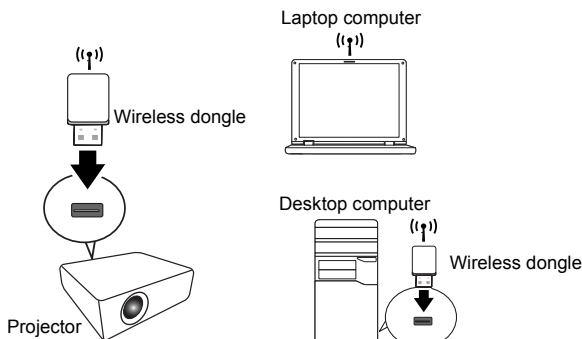 Laptop computer
Wireless dongle
Desktop computer
Wireless dongle
Projector